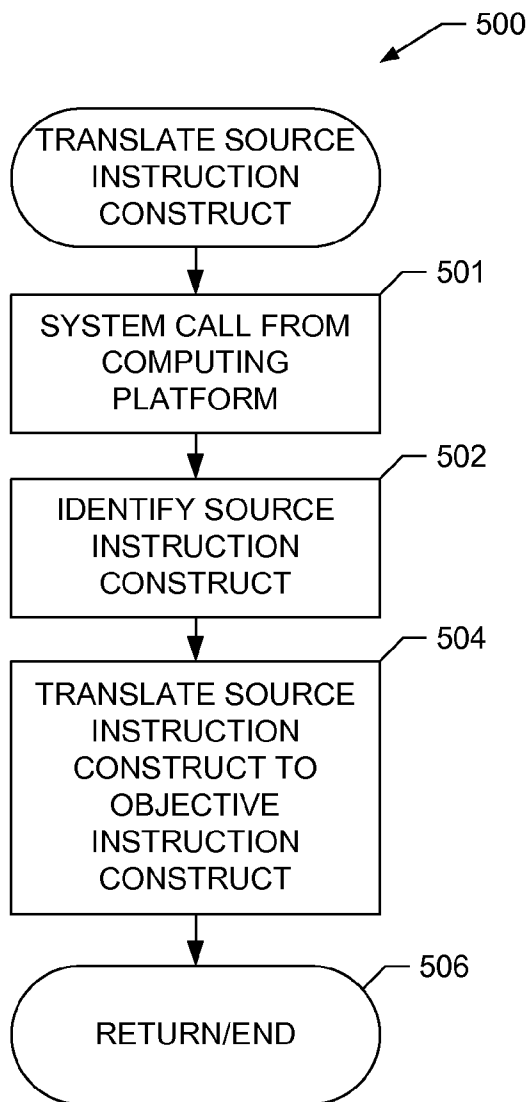 500
TRANSLATE SOURCE
INSTRUCTION
CONSTRUCT
501
SYSTEM CALL FROM
COMPUTING
PLATFORM
502
IDENTIFY SOURCE
INSTRUCTION
CONSTRUCT
504
TRANSLATE SOURCE
INSTRUCTION
CONSTRUCT TO
OBJECTIVE
INSTRUCTION
CONSTRUCT
506
RETURN/END